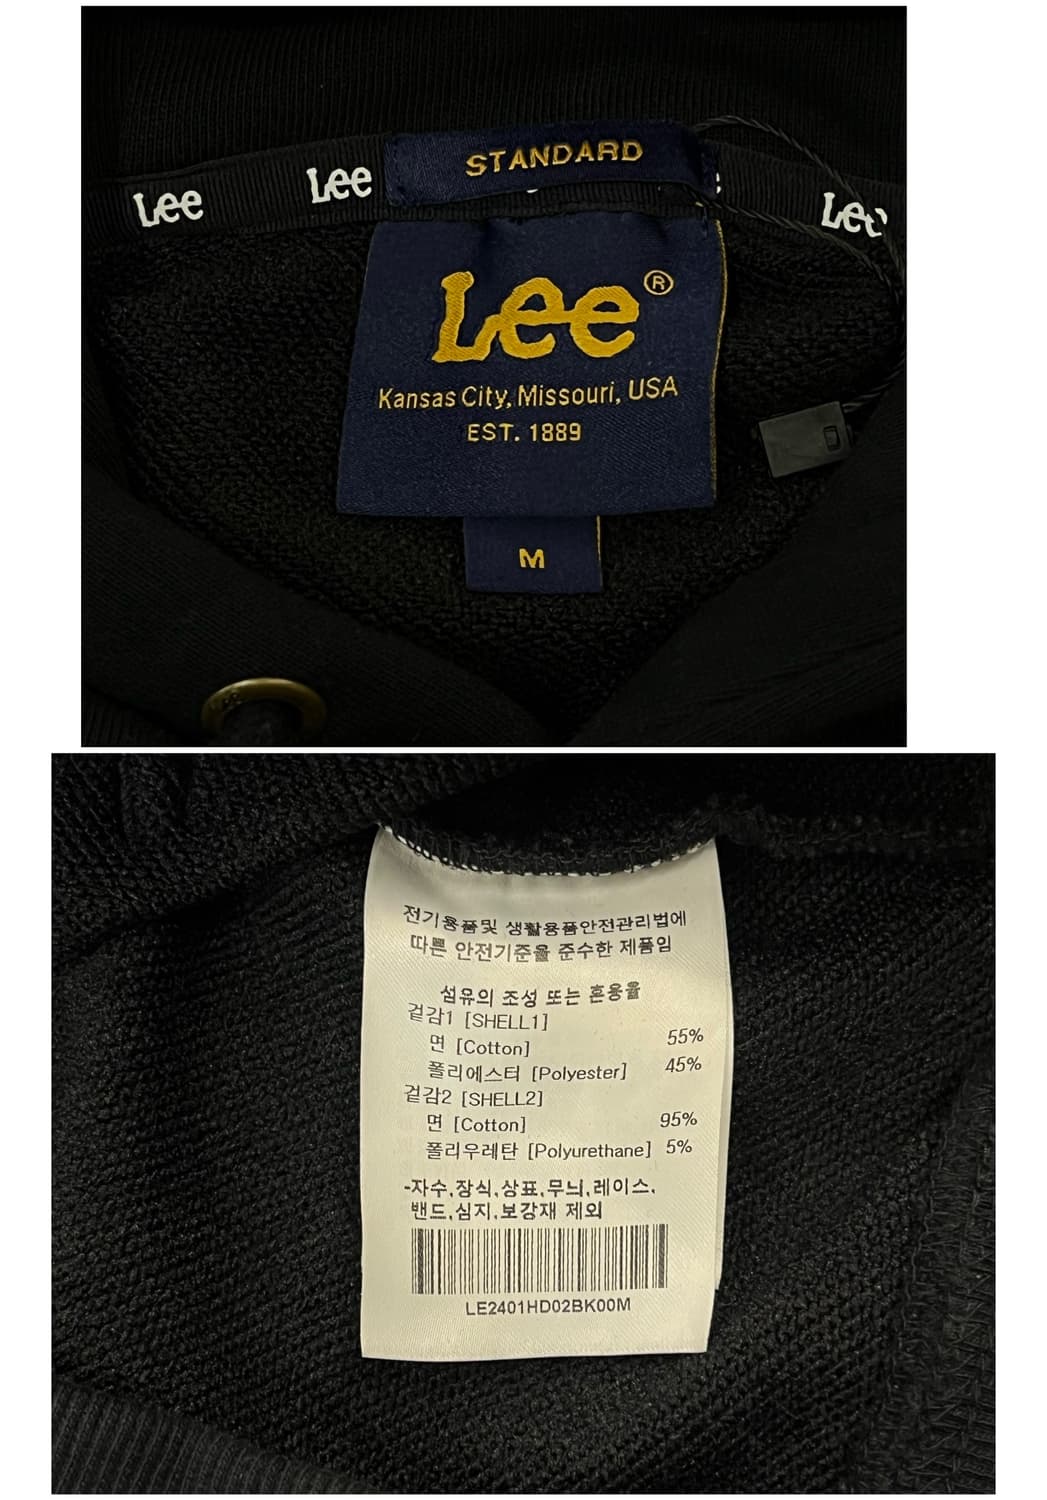 STANDARD
Lee
Lee
Lee
Lee®
Kansas City, Missouri, USA
EST. 1889
M
전기용품및 생활용품안전관리법에
따른 안전기준을 준수한 제품임
섬유의 조성 또는 혼용율
겉감1 [SHELL1]
면 [Cotton] 55%
폴리에스터 [Polyester] 45%
겉감2 [SHELL2]
면 [Cotton] 95%
폴리우레탄 [Polyurethane] 5%
-자수,장식,상표,무늬,레이스,
밴드,심지,보강재 제외
LE2401HD02BK00M